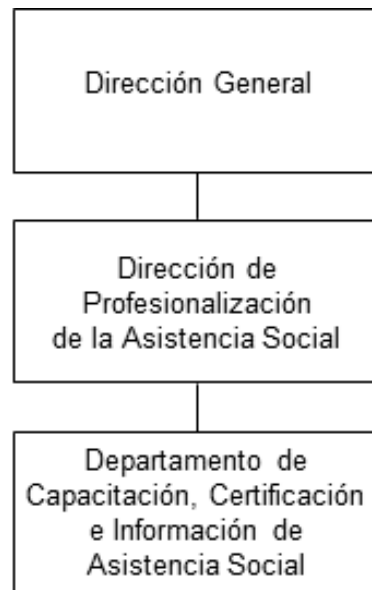 Dirección General
Dirección de
Profesionalización
de la Asistencia Social
Departamento de
Capacitación, Certificación
e Información de
Asistencia Social